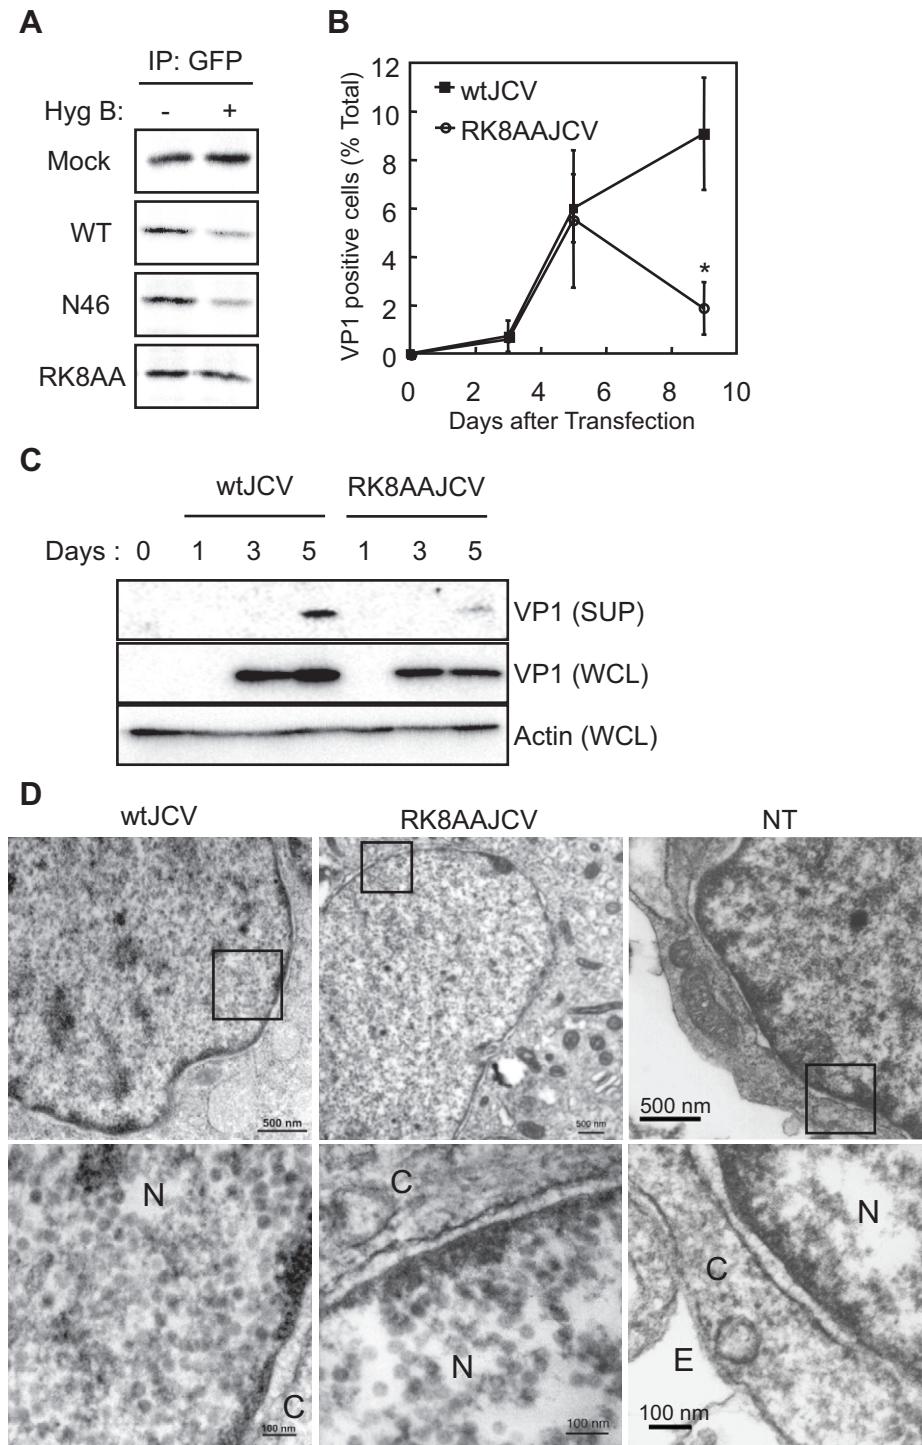 A
IP: GFP
Hyg B: - +
Mock
WT
N46
RK8AA
B
VP1 positive cells (% Total)
12
10
8
6
4
2
0
wtJCV
RK8AAJCV
*
0 2 4 6 8 10
Days after Transfection
C
wtJCV RK8AAJCV
Days : 0 1 3 5 1 3 5
VP1 (SUP)
VP1 (WCL)
Actin (WCL)
D
wtJCV RK8AAJCV NT
500 nm 500 nm 500 nm
N C 100 nm
C N 100 nm
N C E 100 nm